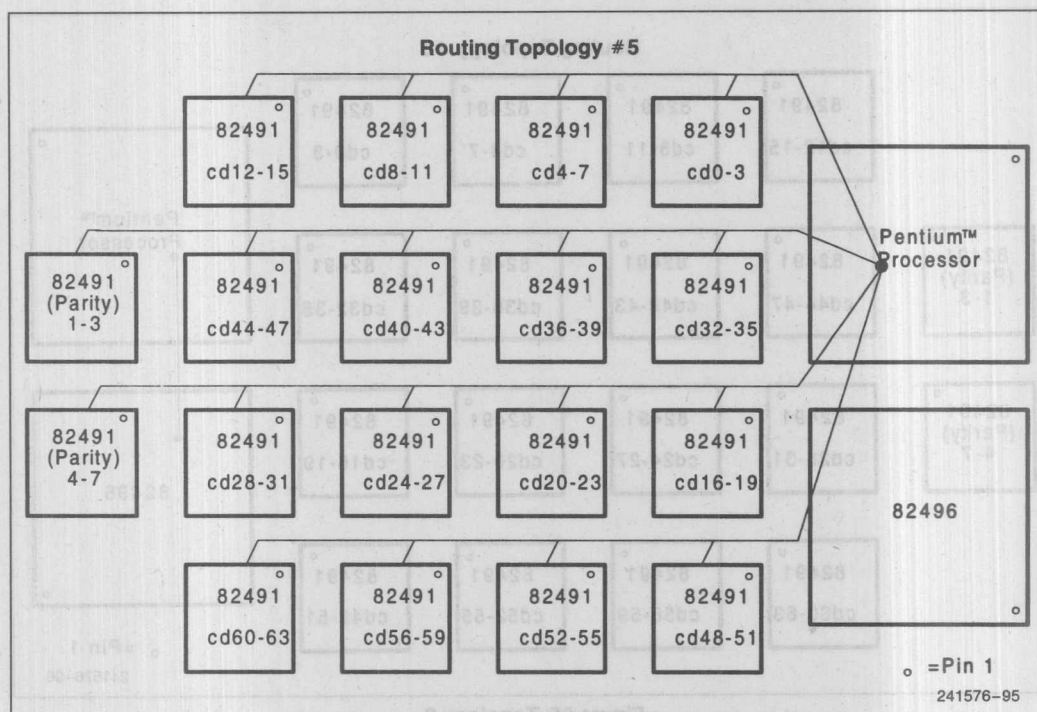 Routing Topology #5
82491
cd12-15
82491
cd8-11
82491
cd4-7
82491
cd0-3
Pentium™
Processor
82491
(Parity)
1-3
82491
cd44-47
82491
cd40-43
82491
cd36-39
82491
cd32-35
82491
(Parity)
4-7
82491
cd28-31
82491
cd24-27
82491
cd20-23
82491
cd16-19
82496
82491
cd60-63
82491
cd56-59
82491
cd52-55
82491
cd48-51
=Pin 1
241576-95